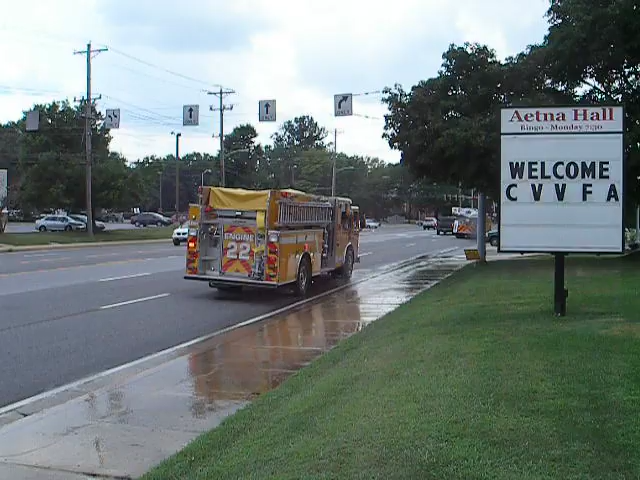 Aetna Hall
Bingo - Monday 7:30
WELCOME
C V V F A
ENGINE
22